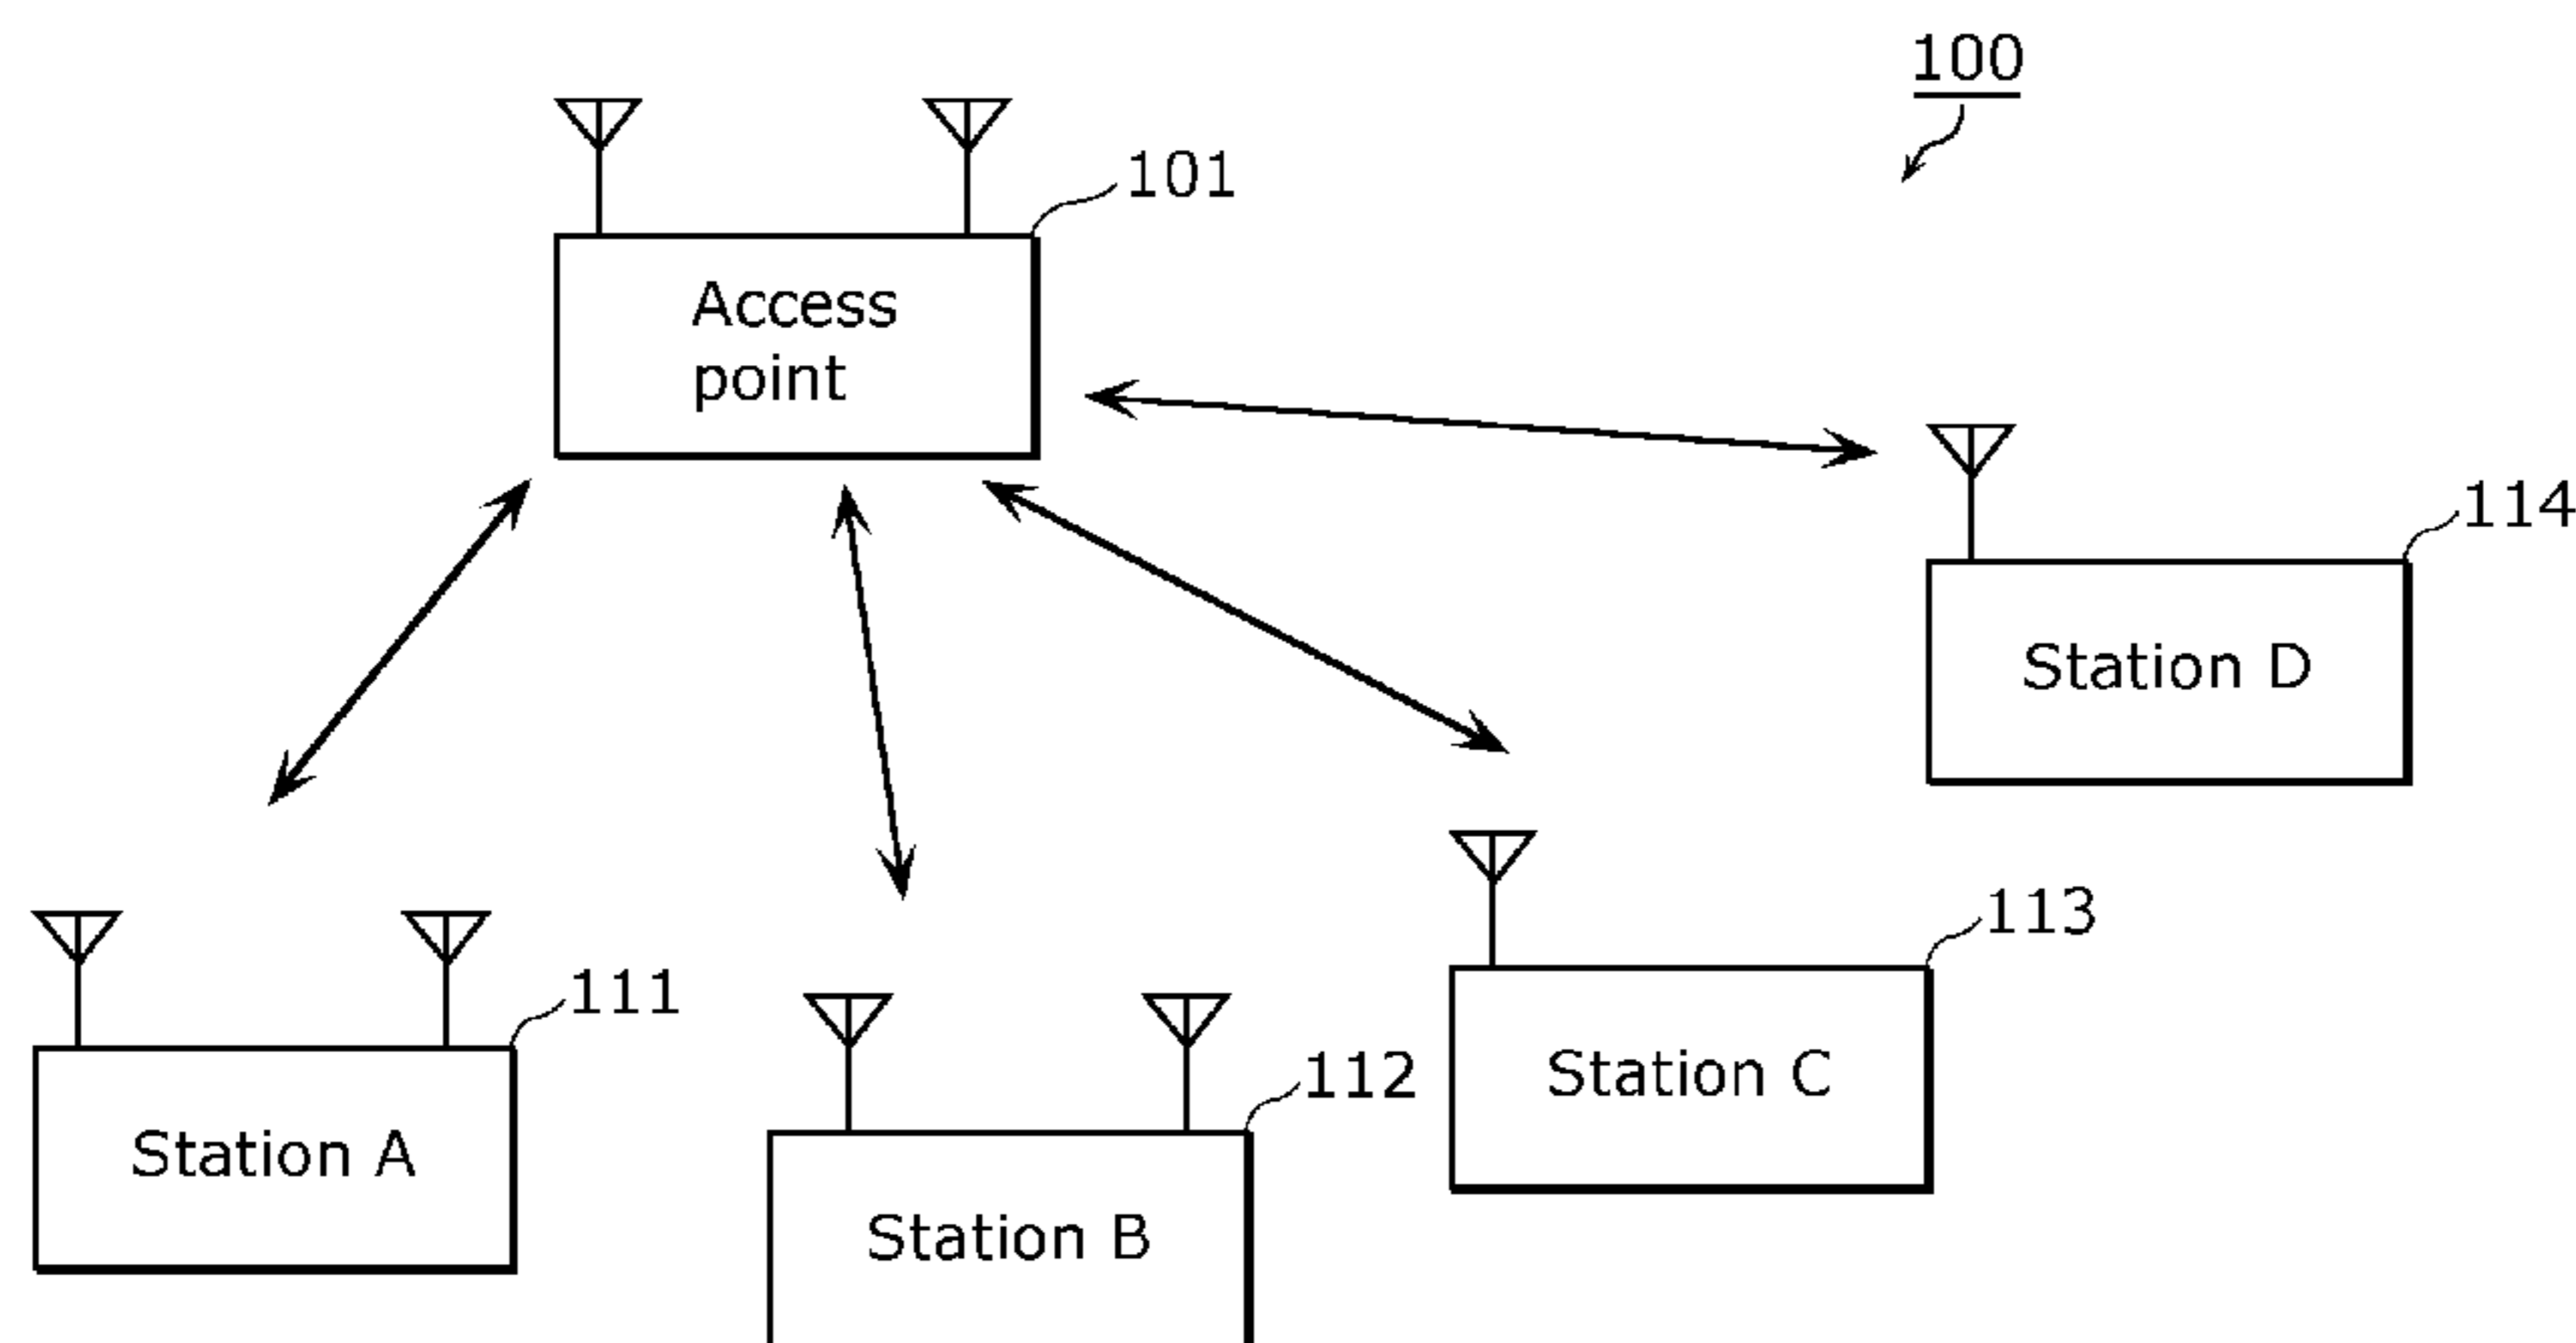 100
101
Access
point
114
Station D
113
111
Station C
112
Station A
Station B